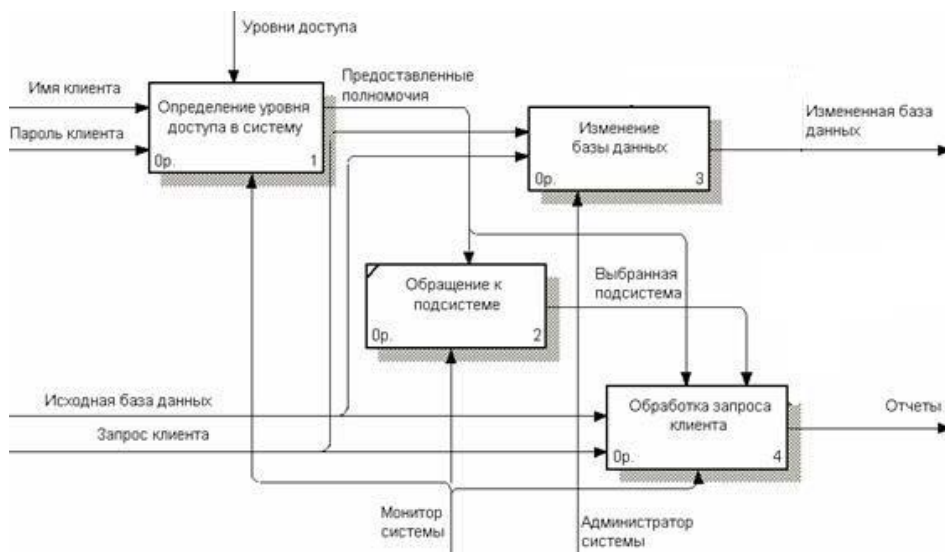 Уровни доступа
Имя клиента
Пароль клиента
Определение уровня
доступа в систему
0р.
1
Предоставленные
полномочия
Изменение
базы данных
0р.
3
Измененная база
данных
Обращение к
подсистеме
0р.
2
Выбранная
подсистема
Исходная база данных
Запрос клиента
Обработка запроса
клиента
0р.
4
Отчеты
Монитор
системы
Администратор
системы